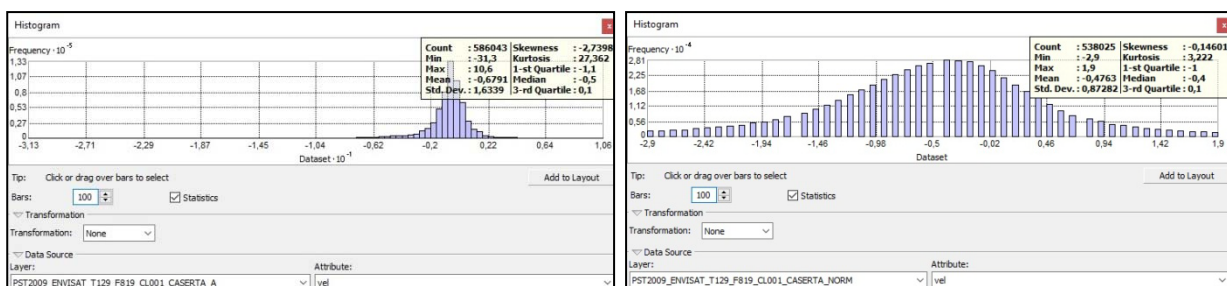 Histogram
x
Frequency · 10⁻⁵
1,33
1,07
0,8
0,53
0,27
0
-3,13 -2,71 -2,29 -1,87 -1,45 -1,04 -0,62 -0,2 0,22 0,64 1,06
Dataset · 10⁻¹
Count : 586043 Skewness : -2,7398
Min : -31,3 Kurtosis : 27,362
Max : 10,6 1-st Quartile : -1,1
Mean : -0,6791 Median : -0,5
Std. Dev. : 1,6339 3-rd Quartile : 0,1
Tip: Click or drag over bars to select
Add to Layout
Bars: 100 Statistics
Transformation
Transformation: None
Data Source
Layer: Attribute:
PST2009_ENVISAT_T129_F819_CL001_CASERTA_A vel
Histogram
x
Frequency · 10⁻⁴
2,81
2,25
1,68
1,12
0,56
0
-2,9 -2,42 -1,94 -1,46 -0,98 -0,5 -0,02 0,46 0,94 1,42 1,9
Dataset
Count : 538025 Skewness : -0,14601
Min : -2,9 Kurtosis : 3,222
Max : 1,9 1-st Quartile : -1
Mean : -0,4763 Median : -0,4
Std. Dev. : 0,87282 3-rd Quartile : 0,1
Tip: Click or drag over bars to select
Add to Layout
Bars: 100 Statistics
Transformation
Transformation: None
Data Source
Layer: Attribute:
PST2009_ENVISAT_T129_F819_CL001_CASERTA_NORM vel